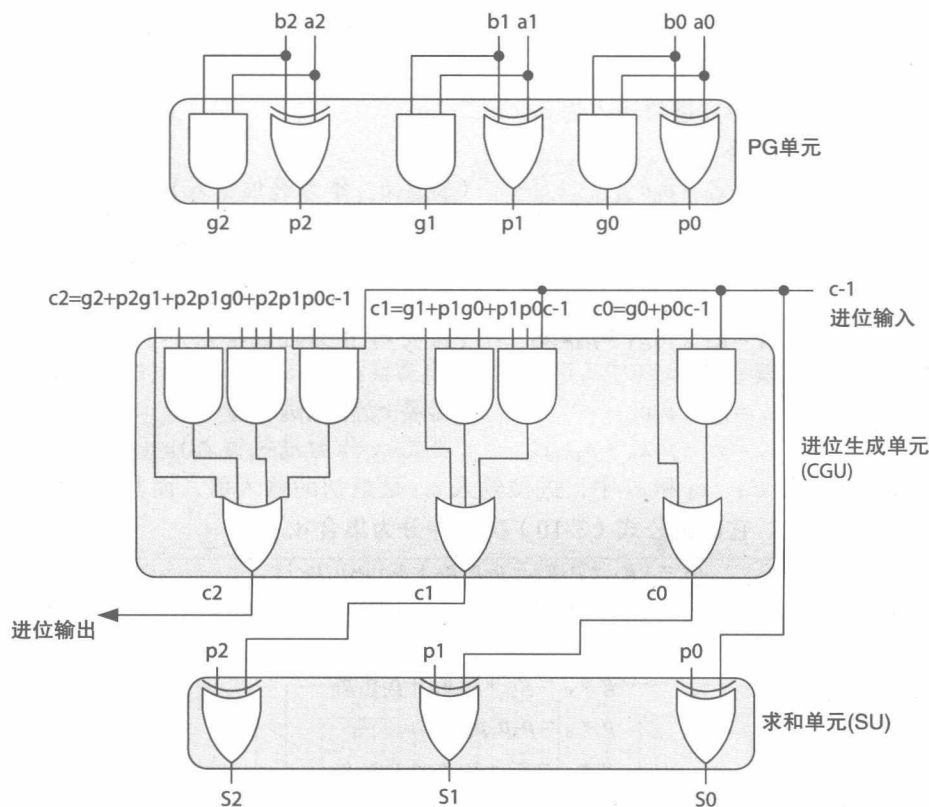 b2 a2
b1 a1
b0 a0
PG单元
g2
p2
g1
p1
g0
p0
c2=g2+p2g1+p2p1g0+p2p1p0c-1
c1=g1+p1g0+p1p0c-1
c0=g0+p0c-1
c-1
进位输入
进位生成单元
(CGU)
c2
c1
c0
进位输出
p2
p1
p0
求和单元(SU)
S2
S1
S0